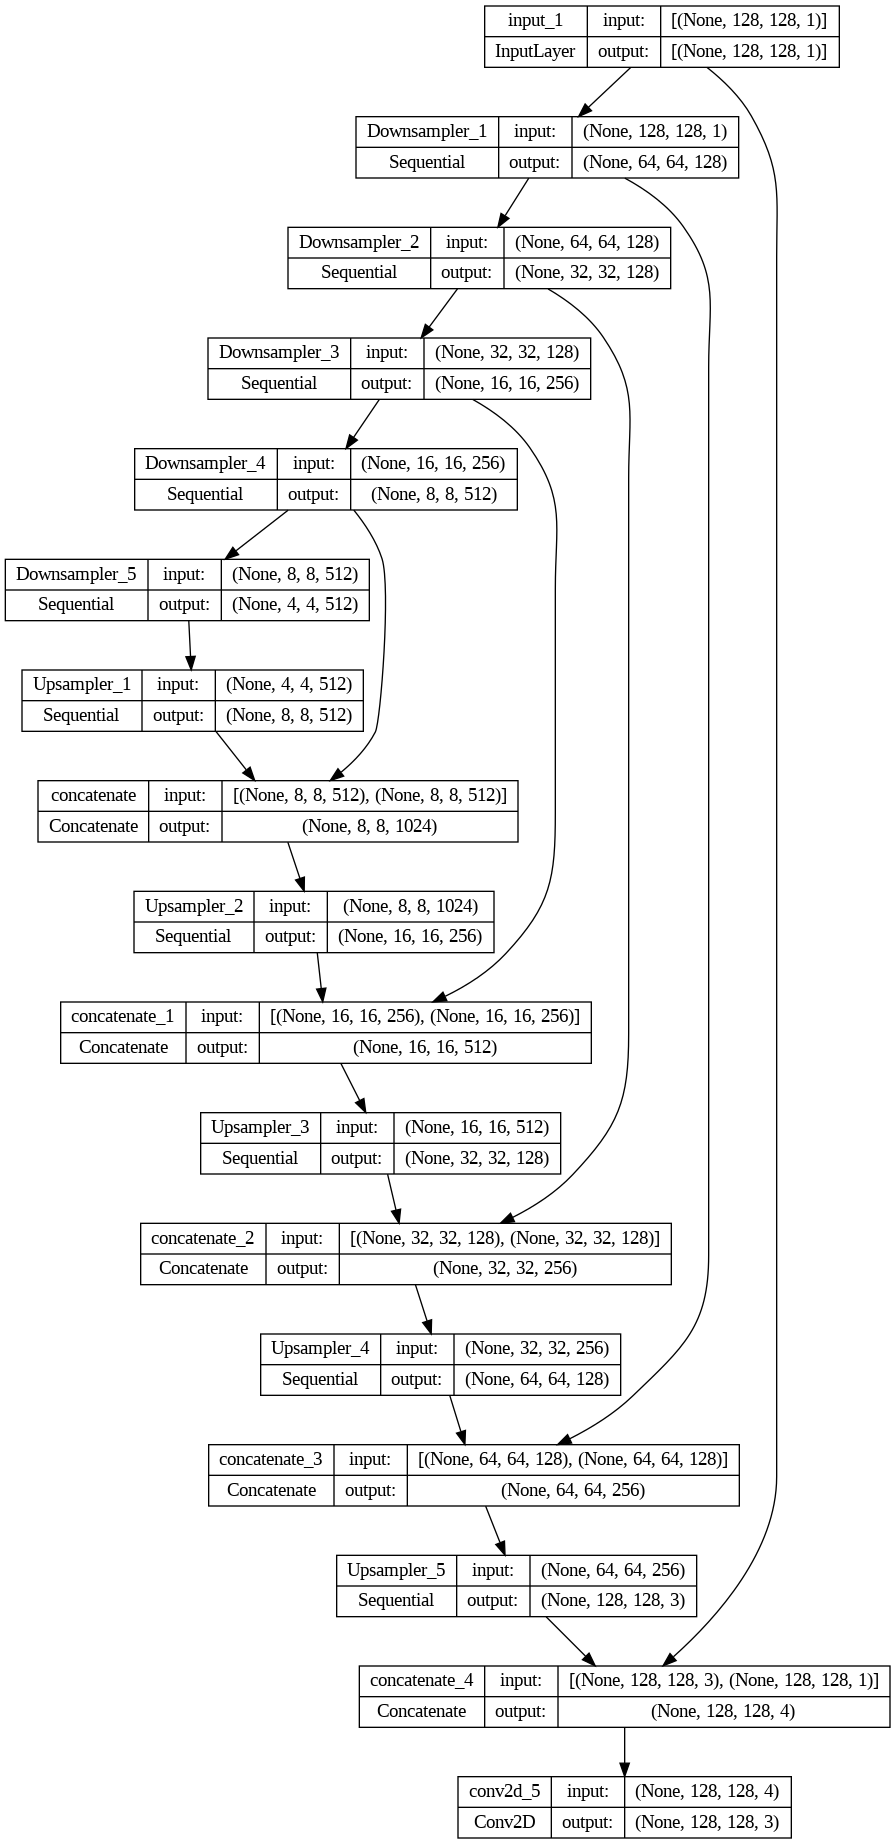 input_1 input: [(None, 128, 128, 1)]
InputLayer output: [(None, 128, 128, 1)]
Downsampler_1 input: (None, 128, 128, 1)
Sequential output: (None, 64, 64, 128)
Downsampler_2 input: (None, 64, 64, 128)
Sequential output: (None, 32, 32, 128)
Downsampler_3 input: (None, 32, 32, 128)
Sequential output: (None, 16, 16, 256)
Downsampler_4 input: (None, 16, 16, 256)
Sequential output: (None, 8, 8, 512)
Downsampler_5 input: (None, 8, 8, 512)
Sequential output: (None, 4, 4, 512)
Upsampler_1 input: (None, 4, 4, 512)
Sequential output: (None, 8, 8, 512)
concatenate input: [(None, 8, 8, 512), (None, 8, 8, 512)]
Concatenate output: (None, 8, 8, 1024)
Upsampler_2 input: (None, 8, 8, 1024)
Sequential output: (None, 16, 16, 256)
concatenate_1 input: [(None, 16, 16, 256), (None, 16, 16, 256)]
Concatenate output: (None, 16, 16, 512)
Upsampler_3 input: (None, 16, 16, 512)
Sequential output: (None, 32, 32, 128)
concatenate_2 input: [(None, 32, 32, 128), (None, 32, 32, 128)]
Concatenate output: (None, 32, 32, 256)
Upsampler_4 input: (None, 32, 32, 256)
Sequential output: (None, 64, 64, 128)
concatenate_3 input: [(None, 64, 64, 128), (None, 64, 64, 128)]
Concatenate output: (None, 64, 64, 256)
Upsampler_5 input: (None, 64, 64, 256)
Sequential output: (None, 128, 128, 3)
concatenate_4 input: [(None, 128, 128, 3), (None, 128, 128, 1)]
Concatenate output: (None, 128, 128, 4)
conv2d_5 input: (None, 128, 128, 4)
Conv2D output: (None, 128, 128, 3)